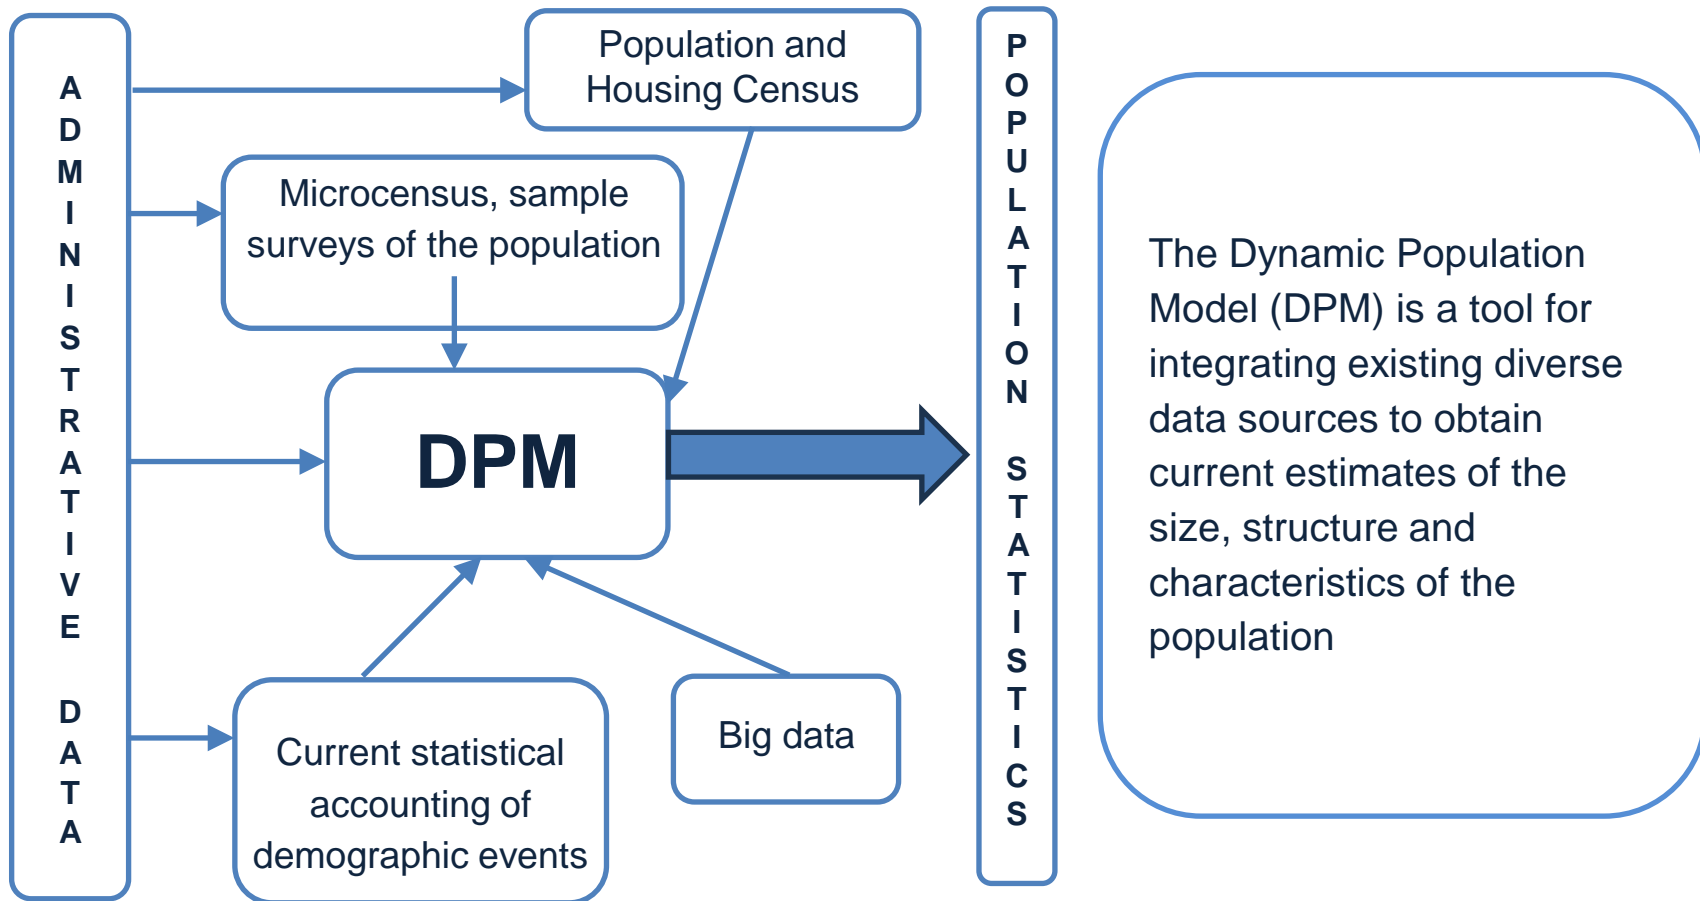 ADMINISTRATIVE DATA
Population and
Housing Census
Microcensus, sample
surveys of the population
DPM
Current statistical
accounting of
demographic events
Big data
POPULATION STATISTICS
The Dynamic Population
Model (DPM) is a tool for
integrating existing diverse
data sources to obtain
current estimates of the
size, structure and
characteristics of the
population